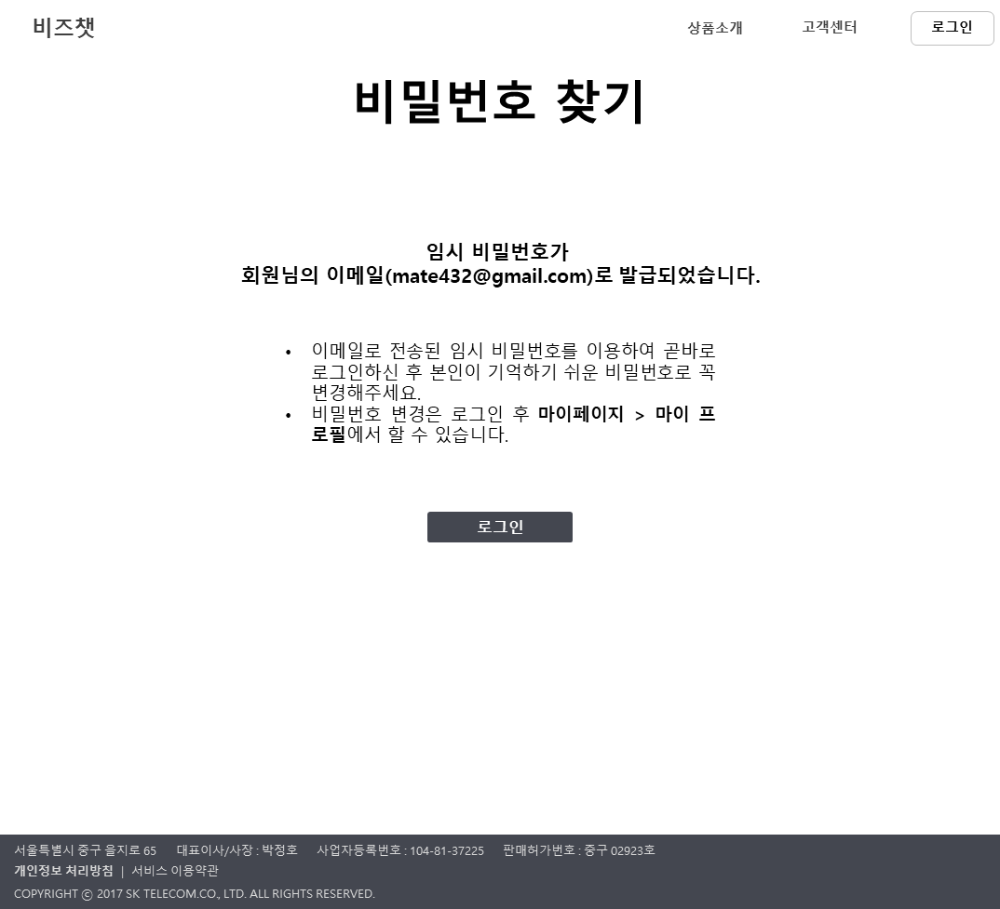 비즈챗 상품소개 고객센터 로그인
비밀번호 찾기
임시 비밀번호가
회원님의 이메일(mate432@gmail.com)로 발급되었습니다.
• 이메일로 전송된 임시 비밀번호를 이용하여 곧바로
로그인하신 후 본인이 기억하기 쉬운 비밀번호로 꼭
변경해주세요.
• 비밀번호 변경은 로그인 후 마이페이지 > 마이 프
로필에서 할 수 있습니다.
로그인
서울특별시 중구 을지로 65 대표이사/사장 : 박정호 사업자등록번호 : 104-81-37225 판매허가번호 : 중구 02923호
개인정보 처리방침 | 서비스 이용약관
COPYRIGHT ⓒ 2017 SK TELECOM.CO., LTD. ALL RIGHTS RESERVED.